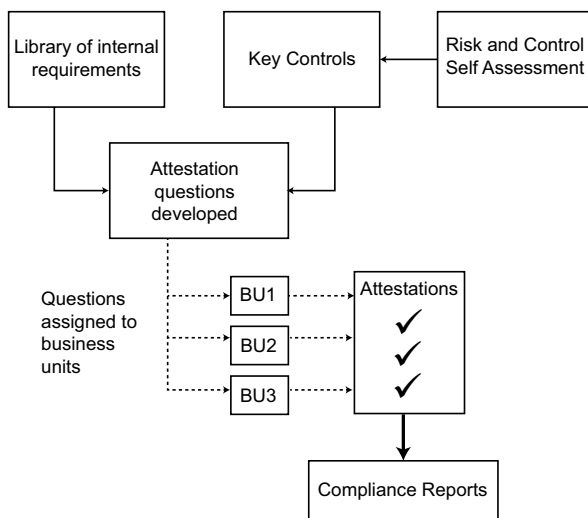 Library of internal
requirements
Key Controls
Risk and Control
Self Assessment
Attestation
questions
developed
Questions
assigned to
business
units
BU1
BU2
BU3
Attestations
Compliance Reports